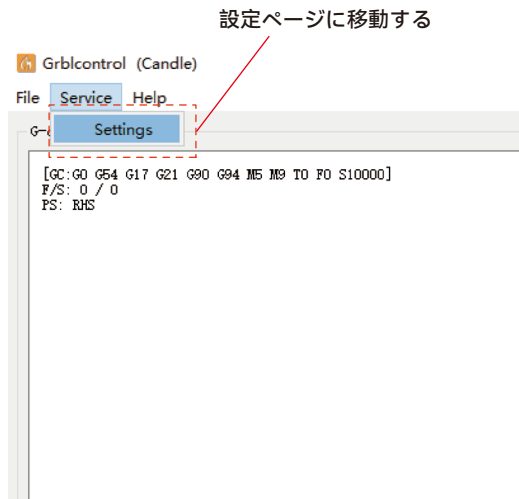 設定ページに移動する
Grblcontrol (Candle)
File Service Help
Settings
[GC:G0 G54 G17 G21 G90 G94 M5 M9 T0 F0 S10000]
F/S: 0 / 0
PS: RHS